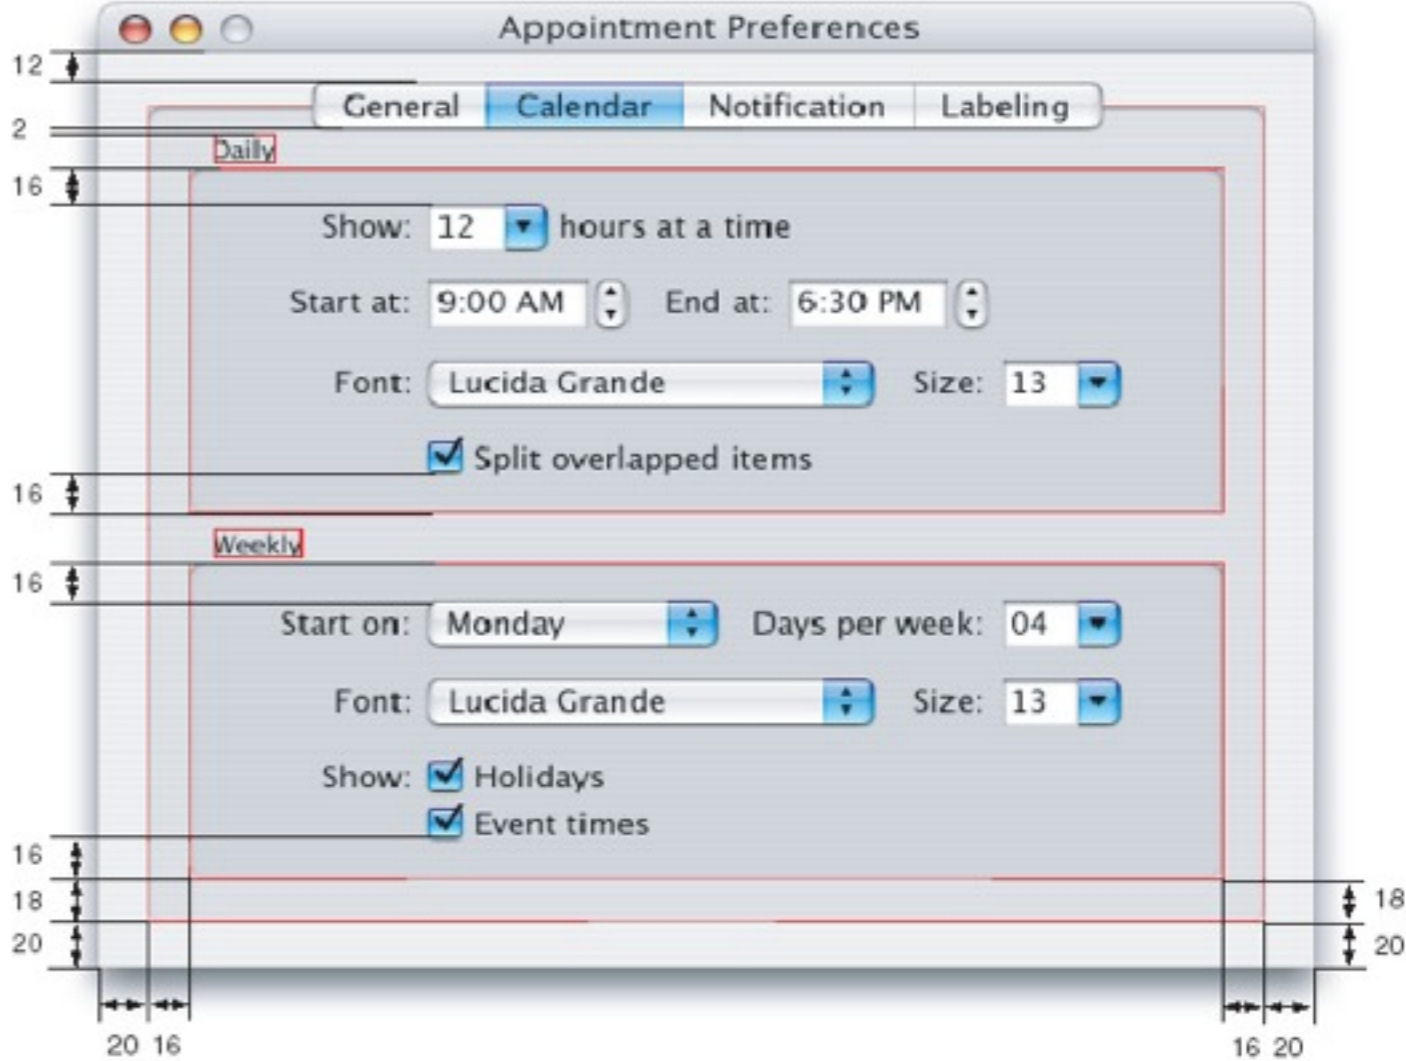 Appointment Preferences
12
General Calendar Notification Labeling
2
Daily
16
Show: 12 hours at a time
Start at: 9:00 AM End at: 6:30 PM
Font: Lucida Grande Size: 13
Split overlapped items
16
Weekly
16
Start on: Monday Days per week: 04
Font: Lucida Grande Size: 13
Show: Holidays
Event times
16
18 18
20 20
20 16 16 20